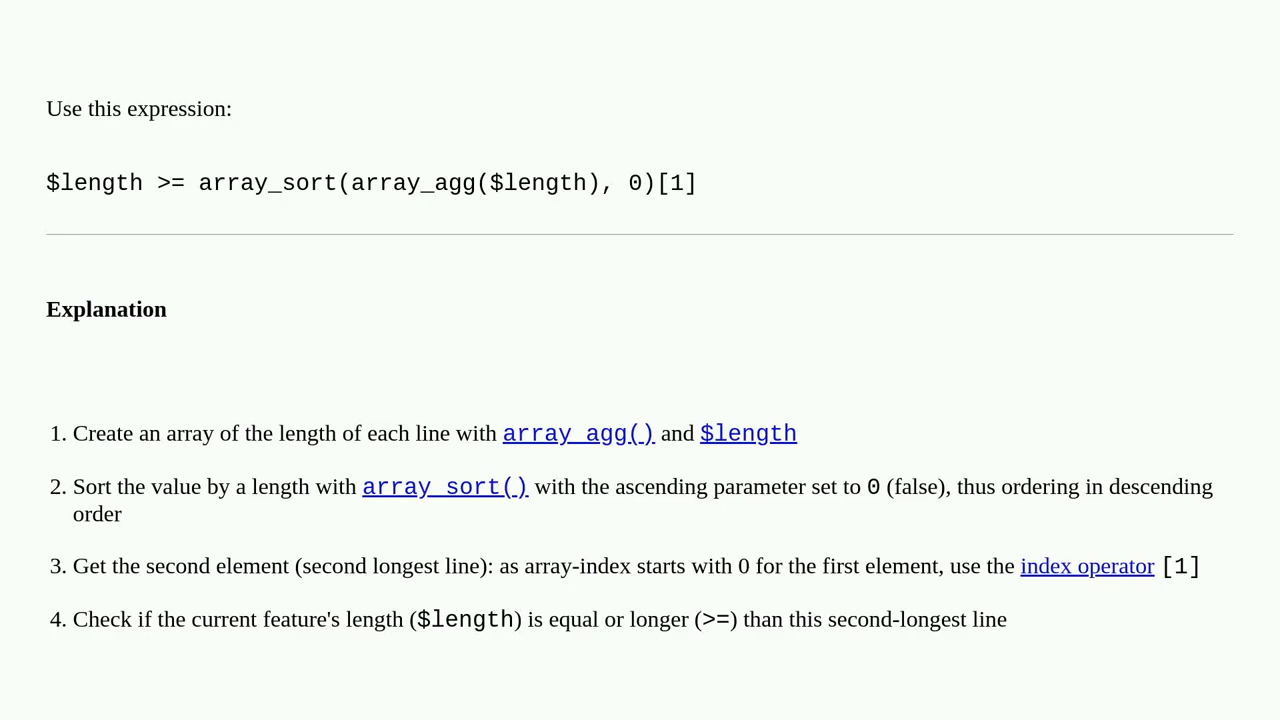 Use this expression:
$length >= array_sort(array_agg($length), 0)[1]
Explanation
1. Create an array of the length of each line with array_agg() and $length
2. Sort the value by a length with array_sort() with the ascending parameter set to 0 (false), thus ordering in descending
order
3. Get the second element (second longest line): as array-index starts with 0 for the first element, use the index operator [1]
4. Check if the current feature's length ($length) is equal or longer (>=) than this second-longest line